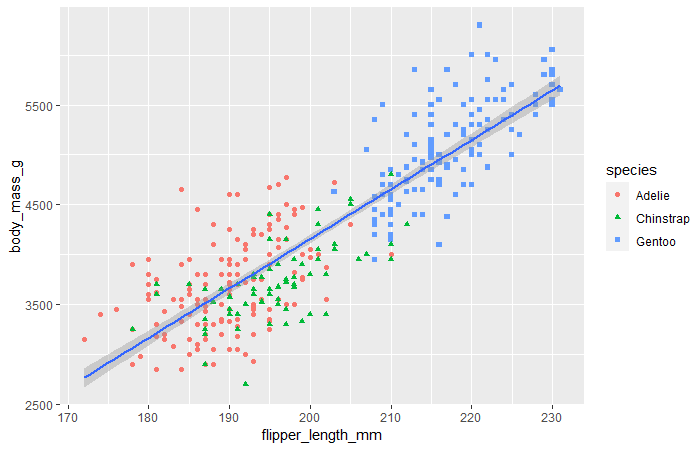 body_mass_g
5500
4500
3500
2500
170
180
190
200
210
220
230
flipper_length_mm
species
Adelie
Chinstrap
Gentoo